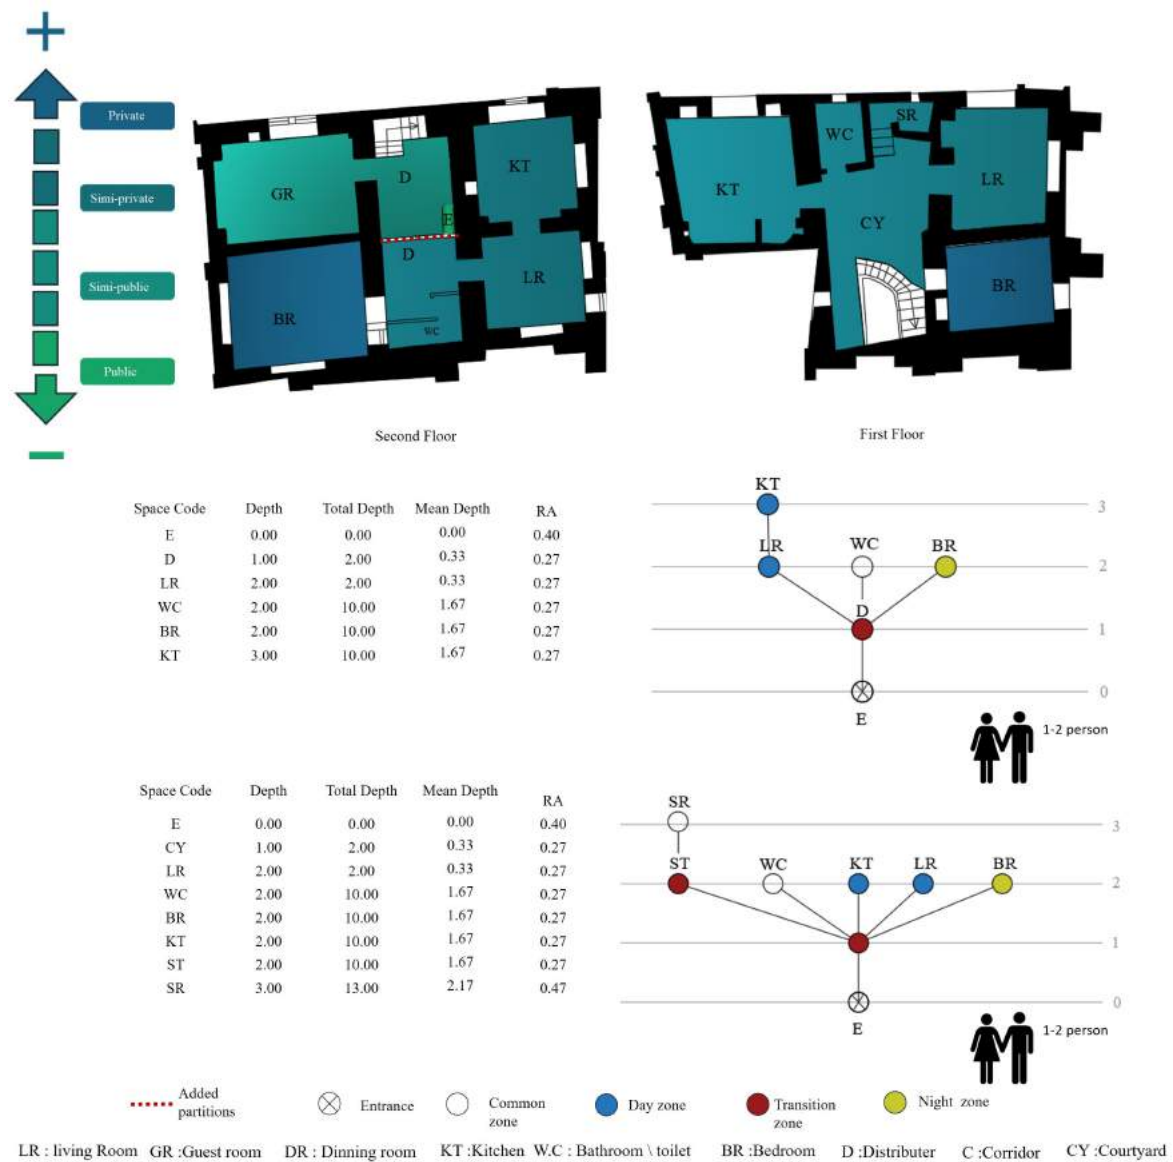 Private
Simi-private
Simi-public
Public
GR
D
KT
E
D
LR
BR
WC
Second Floor
WC
SR
KT
LR
CY
BR
First Floor
Space Code Depth Total Depth Mean Depth RA
E 0.00 0.00 0.00 0.40
D 1.00 2.00 0.33 0.27
LR 2.00 2.00 0.33 0.27
WC 2.00 10.00 1.67 0.27
BR 2.00 10.00 1.67 0.27
KT 3.00 10.00 1.67 0.27
KT
3
LR WC BR
2
D
1
0
E
1-2 person
Space Code Depth Total Depth Mean Depth RA
E 0.00 0.00 0.00 0.40
CY 1.00 2.00 0.33 0.27
LR 2.00 2.00 0.33 0.27
WC 2.00 10.00 1.67 0.27
BR 2.00 10.00 1.67 0.27
KT 2.00 10.00 1.67 0.27
ST 2.00 10.00 1.67 0.27
SR 3.00 13.00 2.17 0.47
SR
3
ST WC KT LR BR
2
1
0
E
1-2 person
Added
partitions
Entrance
Common
zone
Day zone
Transition
zone
Night zone
LR : living Room GR :Guest room DR : Dinning room KT :Kitchen W.C : Bathroom \ toilet BR :Bedroom D :Distributer C :Corridor CY :Courtyard